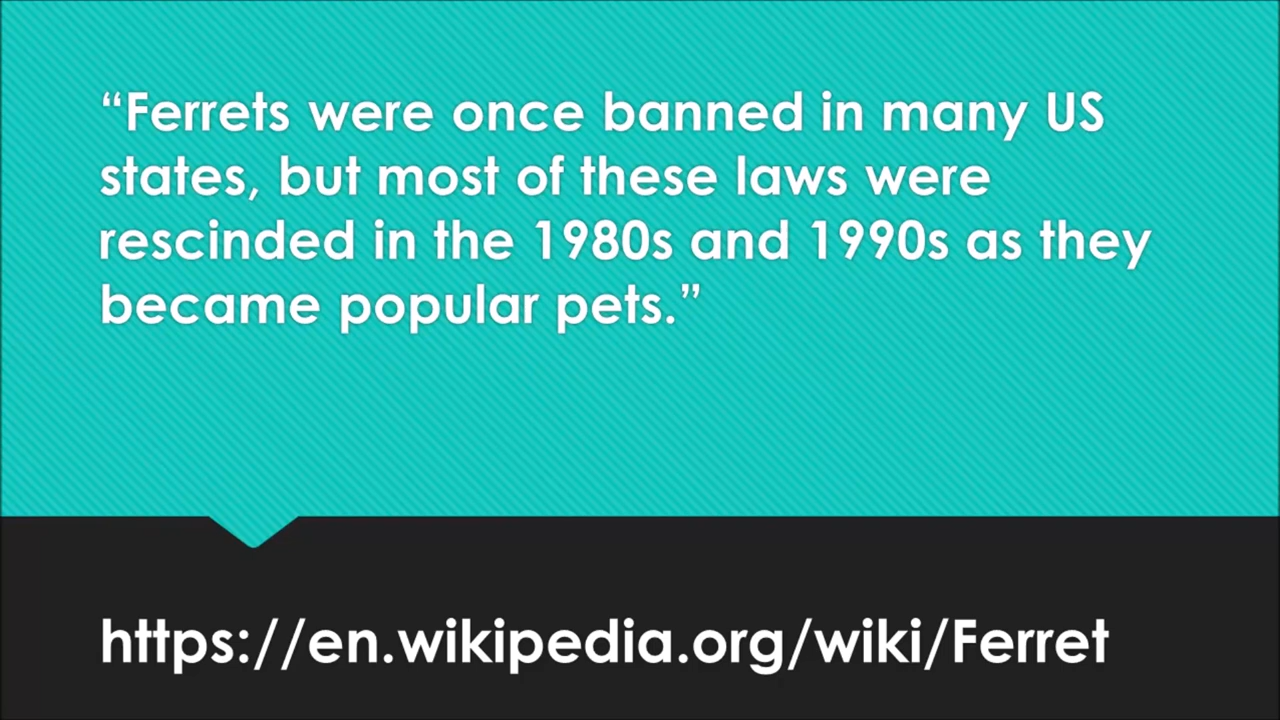 “Ferrets were once banned in many US
states, but most of these laws were
rescinded in the 1980s and 1990s as they
became popular pets.”
https://en.wikipedia.org/wiki/Ferret